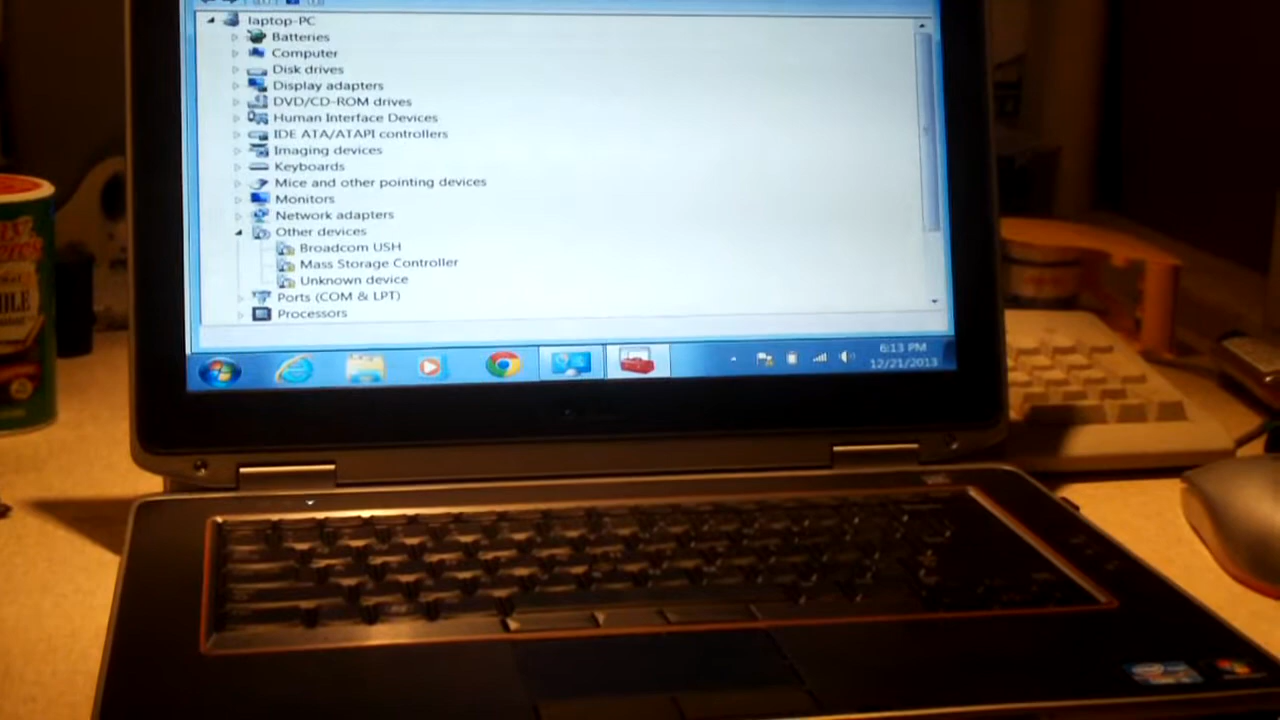 laptop-PC
Batteries
Computer
Disk drives
Display adapters
DVD/CD-ROM drives
Human Interface Devices
IDE ATA/ATAPI controllers
Imaging devices
Keyboards
Mice and other pointing devices
Monitors
Network adapters
Other devices
Broadcom USH
Mass Storage Controller
Unknown device
Ports (COM & LPT)
Processors
6:13 PM
12/21/2013